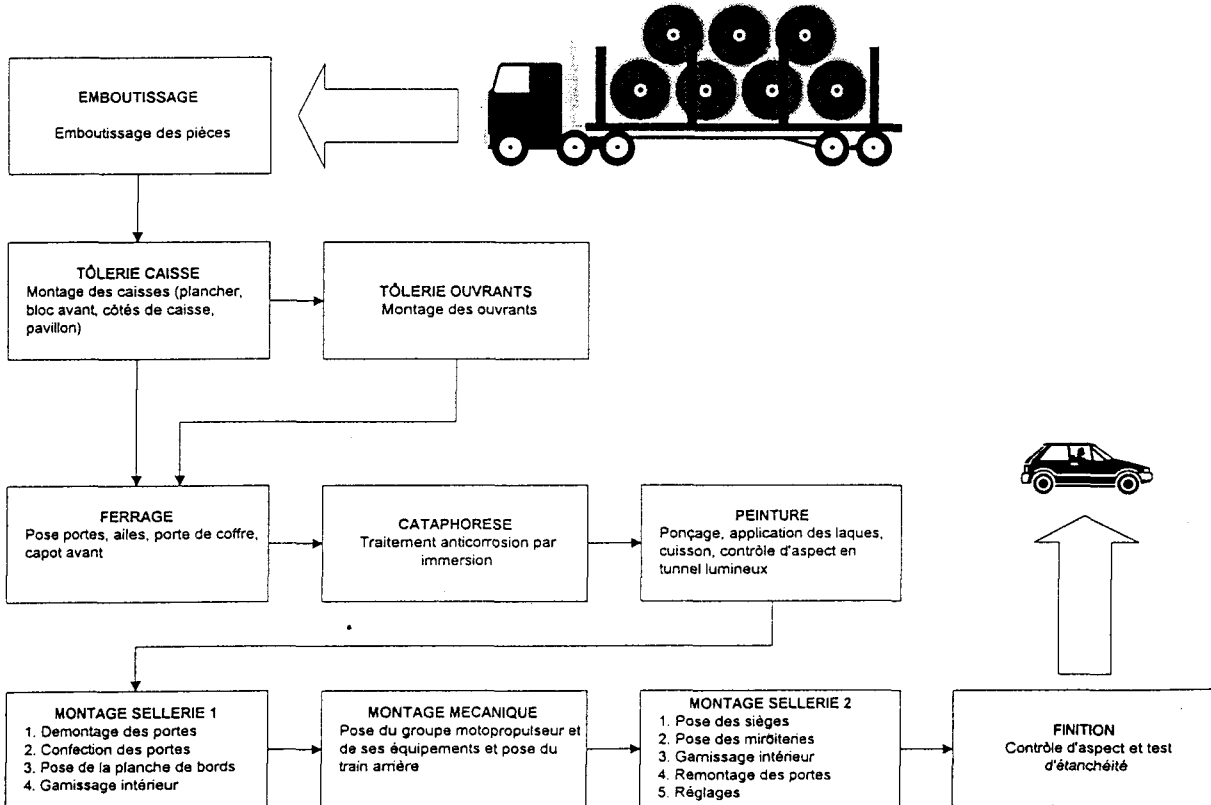 EMBOUTISSAGE
Emboutissage des pièces
TÔLERIE CAISSE
Montage des caisses (plancher,
bloc avant, côtés de caisse,
pavillon)
TÔLERIE OUVRANTS
Montage des ouvrants
FERRAGE
Pose portes, ailes, porte de coffre,
capot avant
CATAPHORESE
Traitement anticorrosion par
immersion
PEINTURE
Ponçage, application des laques,
cuisson, contrôle d'aspect en
tunnel lumineux
MONTAGE SELLERIE 1
1. Demontage des portes
2. Confection des portes
3. Pose de la planche de bords
4. Garnissage intérieur
MONTAGE MECANIQUE
Pose du groupe motopropulseur et
de ses équipements et pose du
train arrière
MONTAGE SELLERIE 2
1. Pose des sièges
2. Pose des miroiteries
3. Garnissage intérieur
4. Remontage des portes
5. Réglages
FINITION
Contrôle d'aspect et test
d'étanchéité